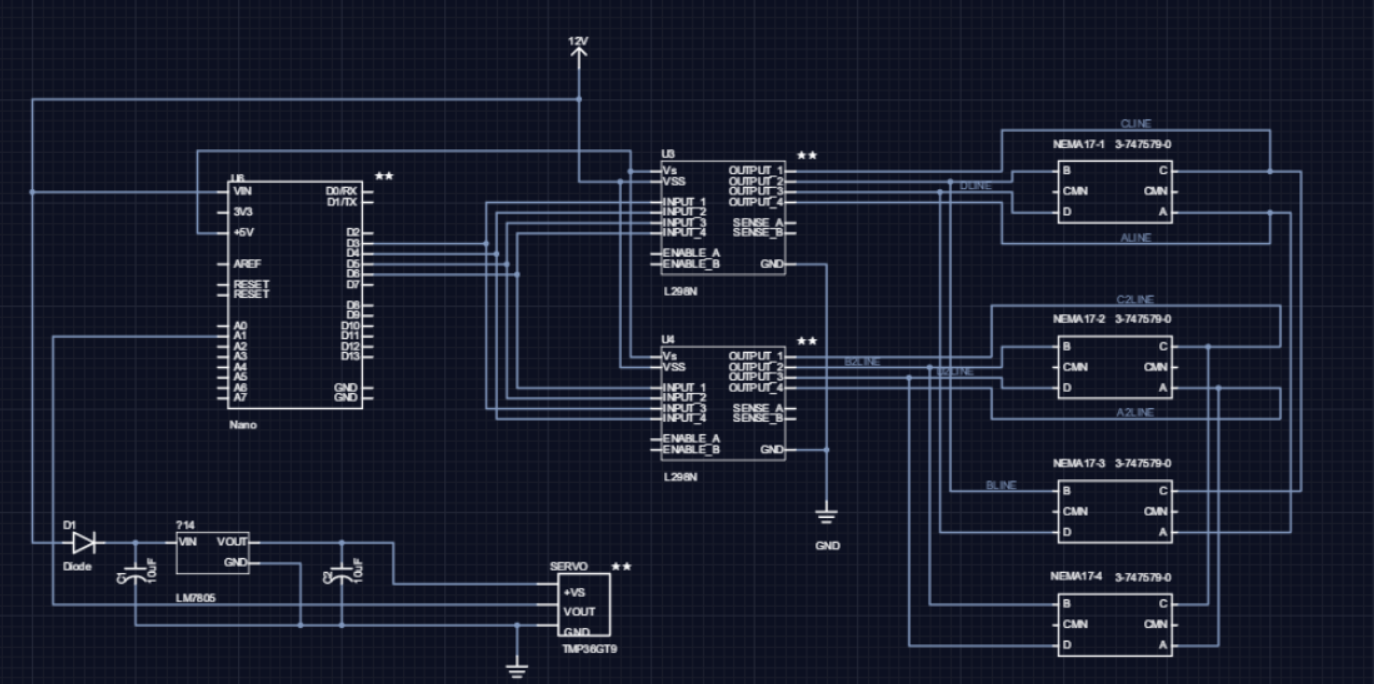 12V
U6
VIN
3V3
+5V
AREF
RESET
RESET
A0
A1
A2
A3
A4
A5
A6
A7
D0/RX
D1/TX
D2
D3
D4
D5
D6
D7
D8
D9
D10
D11
D12
D13
GND
GND
★★
Nano
U3
★★
Vs
VSS
INPUT_1
INPUT_2
INPUT_3
INPUT_4
ENABLE_A
ENABLE_B
OUTPUT_1
OUTPUT_2
OUTPUT_3
OUTPUT_4
SENSE_A
SENSE_B
GND
L298N
U4
★★
Vs
VSS
INPUT_1
INPUT_2
INPUT_3
INPUT_4
ENABLE_A
ENABLE_B
OUTPUT_1
OUTPUT_2
OUTPUT_3
OUTPUT_4
SENSE_A
SENSE_B
GND
L298N
GND
CLINE
NEMA17-1 3-747579-0
B C
CMN CMN
D A
DLINE
ALINE
C2LINE
NEMA17-2 3-747579-0
B C
CMN CMN
D A
B2LINE
A2LINE
NEMA17-3 3-747579-0
BLINE
B C
CMN CMN
D A
NEMA17-4 3-747579-0
B C
CMN CMN
D A
D1
Diode
C1
10uF
?14
VIN VOUT
GND
LM7805
C2
10uF
SERVO ★★
+VS
VOUT
GND
TMP36GT9